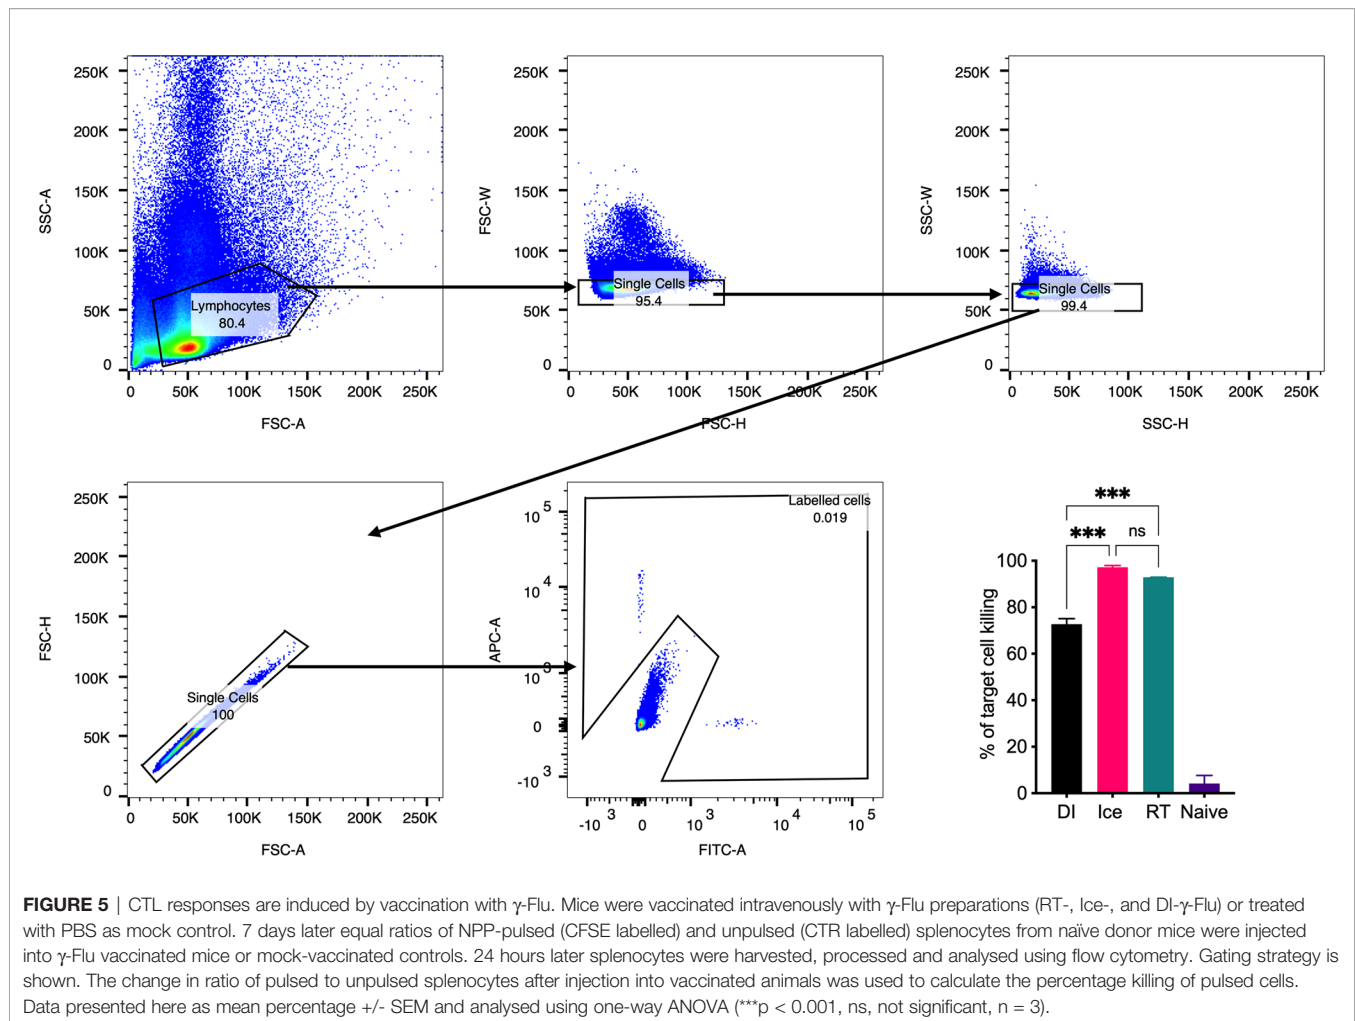 250K
200K
150K
100K
50K
0
SSC-A
Lymphocytes
80.4
0 50K 100K 150K 200K 250K
FSC-A
250K
200K
150K
100K
50K
0
FSC-W
Single Cells
95.4
0 50K 100K 150K 200K 250K
FSC-H
250K
200K
150K
100K
50K
0
SSC-W
Single Cells
99.4
0 50K 100K 150K 200K 250K
SSC-H
250K
200K
150K
100K
50K
0
FSC-H
Single Cells
100
0 50K 100K 150K 200K 250K
FSC-A
10 5
10 4
10 3
0
-10 3
APC-A
Labelled cells
0.019
-10 3 0 10 3 10 4 10 5
FITC-A
***
*** ns
100
80
60
40
20
0
% of target cell killing
DI Ice RT Naive
FIGURE 5 | CTL responses are induced by vaccination with γ-Flu. Mice were vaccinated intravenously with γ-Flu preparations (RT-, Ice-, and DI-γ-Flu) or treated
with PBS as mock control. 7 days later equal ratios of NPP-pulsed (CFSE labelled) and unpulsed (CTR labelled) splenocytes from naïve donor mice were injected
into γ-Flu vaccinated mice or mock-vaccinated controls. 24 hours later splenocytes were harvested, processed and analysed using flow cytometry. Gating strategy is
shown. The change in ratio of pulsed to unpulsed splenocytes after injection into vaccinated animals was used to calculate the percentage killing of pulsed cells.
Data presented here as mean percentage +/- SEM and analysed using one-way ANOVA (***p < 0.001, ns, not significant, n = 3).